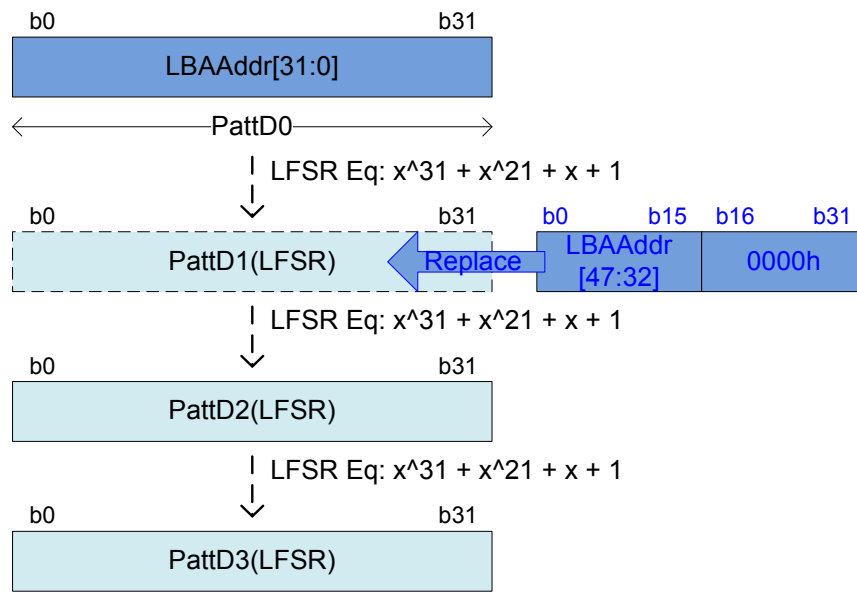 b0 b31
LBAAddr[31:0]
PattD0
LFSR Eq: x^31 + x^21 + x + 1
b0 b31 b0 b15 b16 b31
PattD1(LFSR) Replace LBAAddr [47:32] 0000h
LFSR Eq: x^31 + x^21 + x + 1
b0 b31
PattD2(LFSR)
LFSR Eq: x^31 + x^21 + x + 1
b0 b31
PattD3(LFSR)